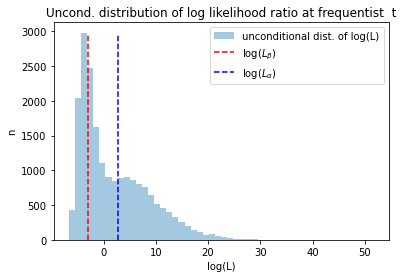 Uncond. distribution of log likelihood ratio at frequentist  t
unconditional dist. of log(L)
log(L_β)
log(L_α)
3000
2500
2000
1500
1000
500
0
n
0 10 20 30 40 50
log(L)